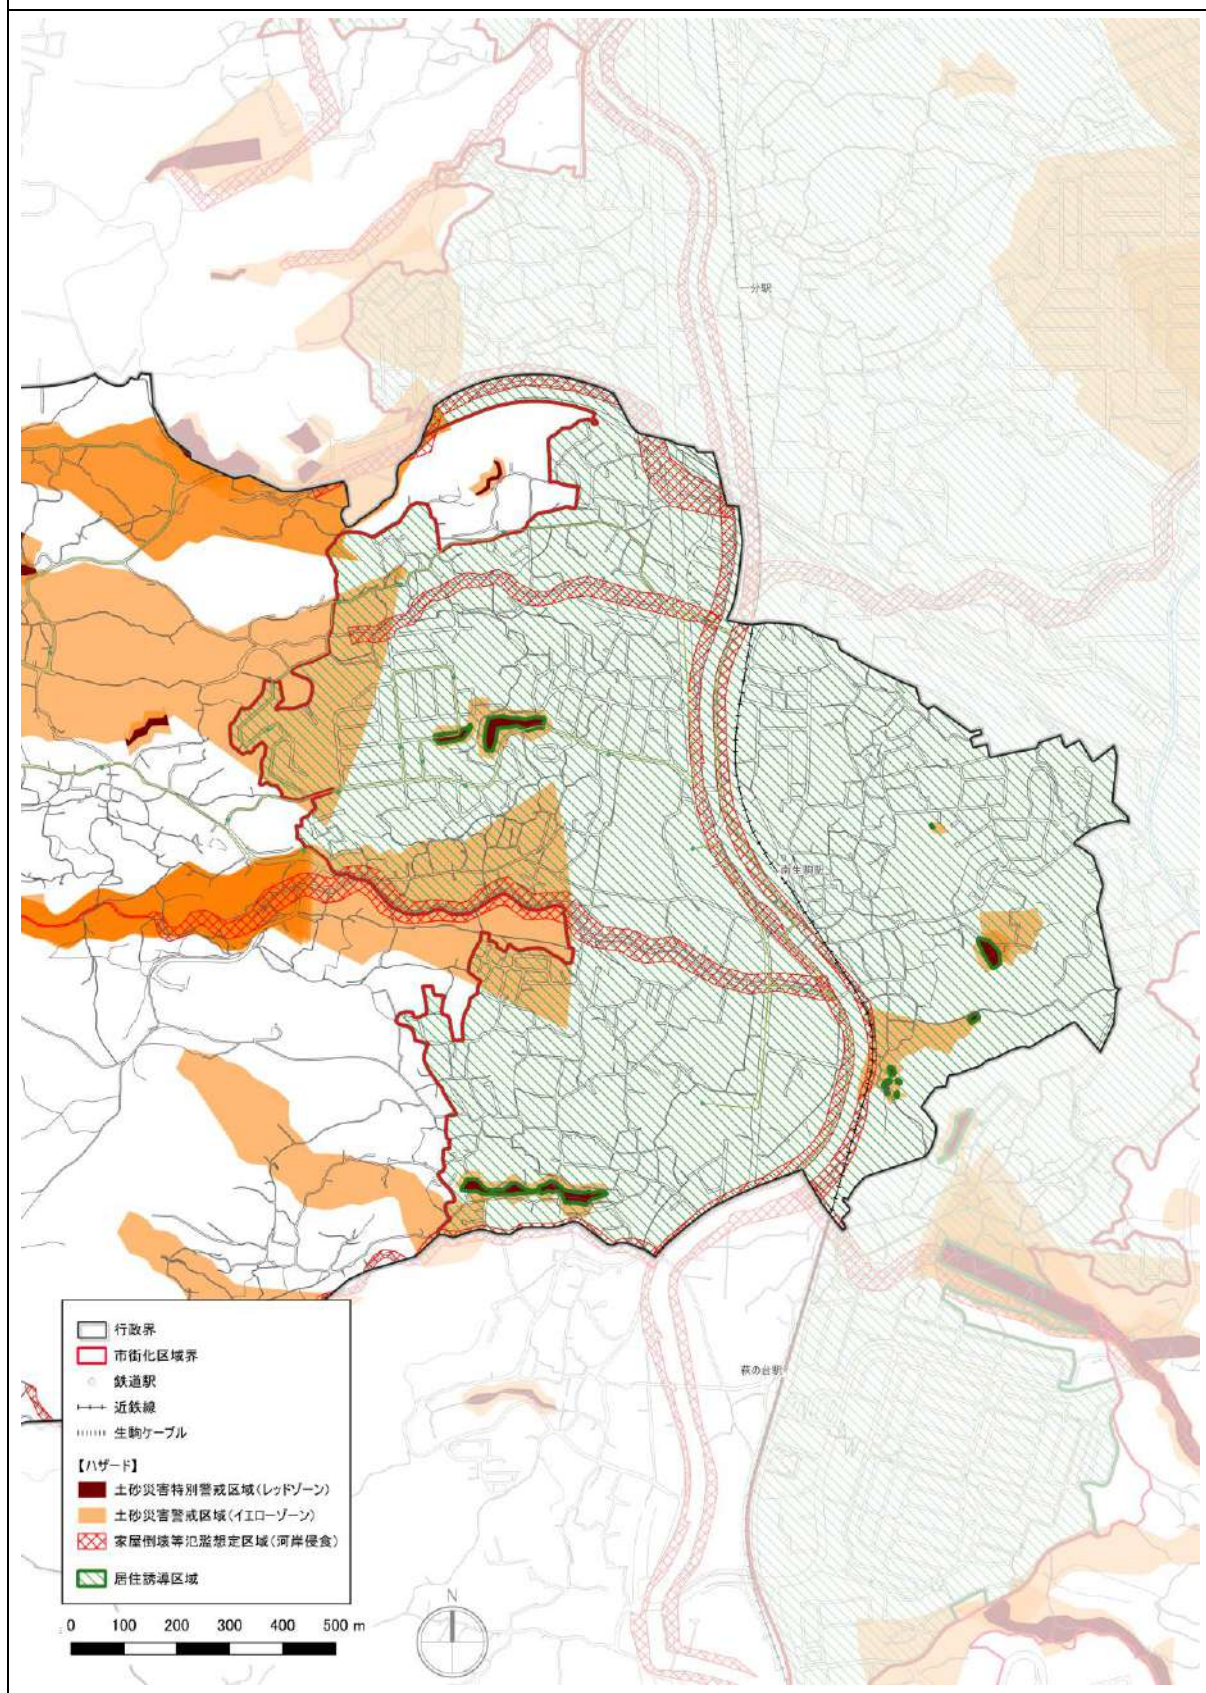 一分駅
南生駒駅
萩の台駅
行政界
市街化区域界
鉄道駅
近鉄線
生駒ケーブル
【ハザード】
土砂災害特別警戒区域(レッドゾーン)
土砂災害警戒区域(イエローゾーン)
家屋倒壊等氾濫想定区域(河岸侵食)
居住誘導区域
N
0 100 200 300 400 500 m